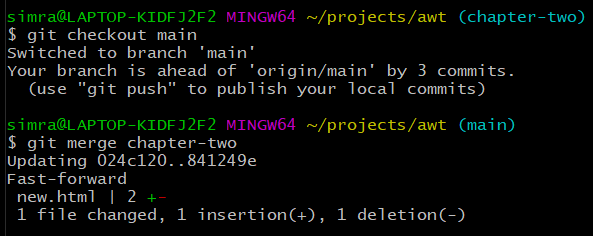 simra@LAPTOP-KIDFJ2F2 MINGW64 ~/projects/awt (chapter-two)
$ git checkout main
Switched to branch 'main'
Your branch is ahead of 'origin/main' by 3 commits.
  (use "git push" to publish your local commits)

simra@LAPTOP-KIDFJ2F2 MINGW64 ~/projects/awt (main)
$ git merge chapter-two
Updating 024c120..841249e
Fast-forward
 new.html | 2 +-
 1 file changed, 1 insertion(+), 1 deletion(-)